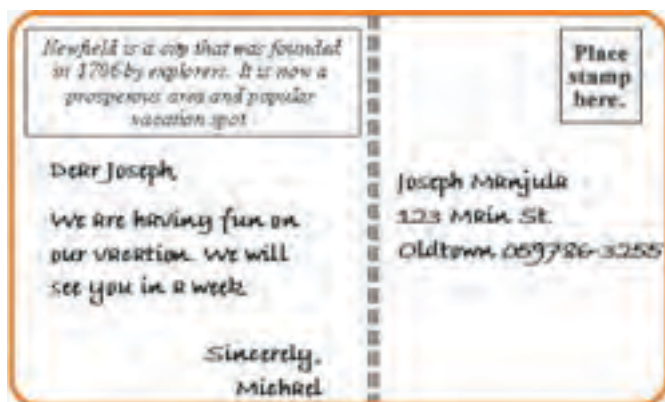 Newfield is a city that was founded
in 1786 by explorers. It is now a
prosperous area and popular
vacation spot
Dear Joseph,
We are having fun on
our vacation. We will
see you in a week
Sincerely,
Michael
Place
stamp
here.
Joseph Manjula
123 Main St.
Oldtown 059786-3255